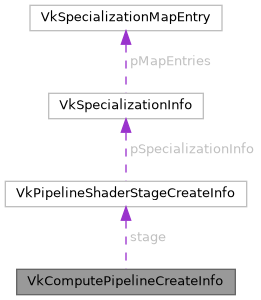 VkSpecializationMapEntry
pMapEntries
VkSpecializationInfo
pSpecializationInfo
VkPipelineShaderStageCreateInfo
stage
VkComputePipelineCreateInfo